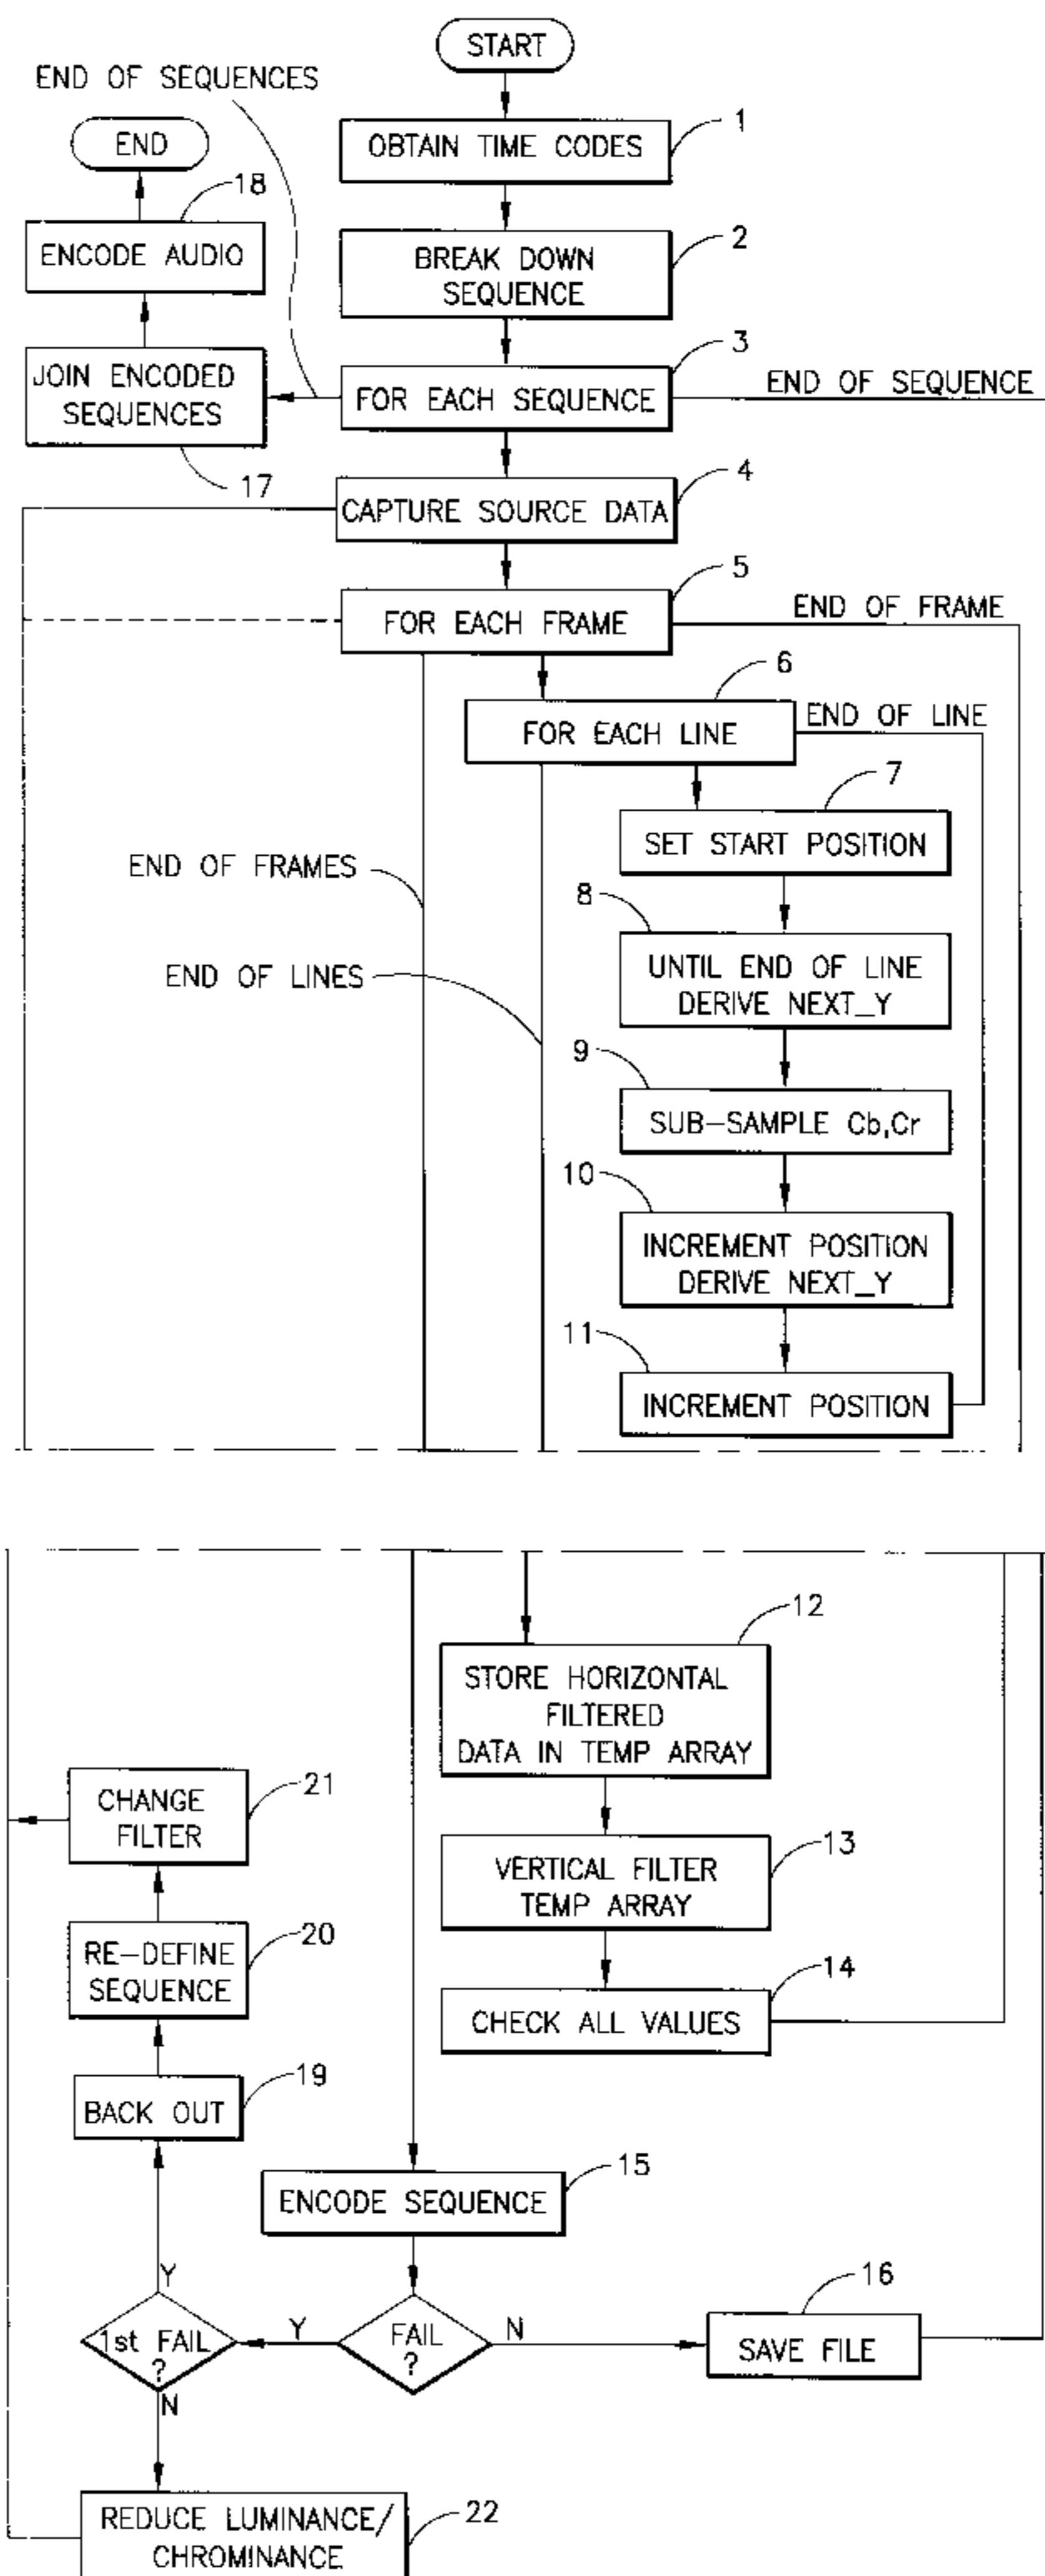 START
END OF SEQUENCES
1
OBTAIN TIME CODES
END
18
2
ENCODE AUDIO
BREAK DOWN
SEQUENCE
3
JOIN ENCODED
SEQUENCES
FOR EACH SEQUENCE
END OF SEQUENCE
17
4
CAPTURE SOURCE DATA
5
FOR EACH FRAME
END OF FRAME
6
FOR EACH LINE
END OF LINE
7
SET START POSITION
END OF FRAMES
8
UNTIL END OF LINE
DERIVE NEXT_Y
END OF LINES
9
SUB-SAMPLE Cb,Cr
10
INCREMENT POSITION
DERIVE NEXT_Y
11
INCREMENT POSITION
12
STORE HORIZONTAL
FILTERED
DATA IN TEMP ARRAY
21
CHANGE
FILTER
13
VERTICAL FILTER
TEMP ARRAY
20
RE-DEFINE
SEQUENCE
14
CHECK ALL VALUES
19
BACK OUT
15
ENCODE SEQUENCE
16
Y
1st FAIL
?
Y
FAIL
?
N
SAVE FILE
N
22
REDUCE LUMINANCE/
CHROMINANCE